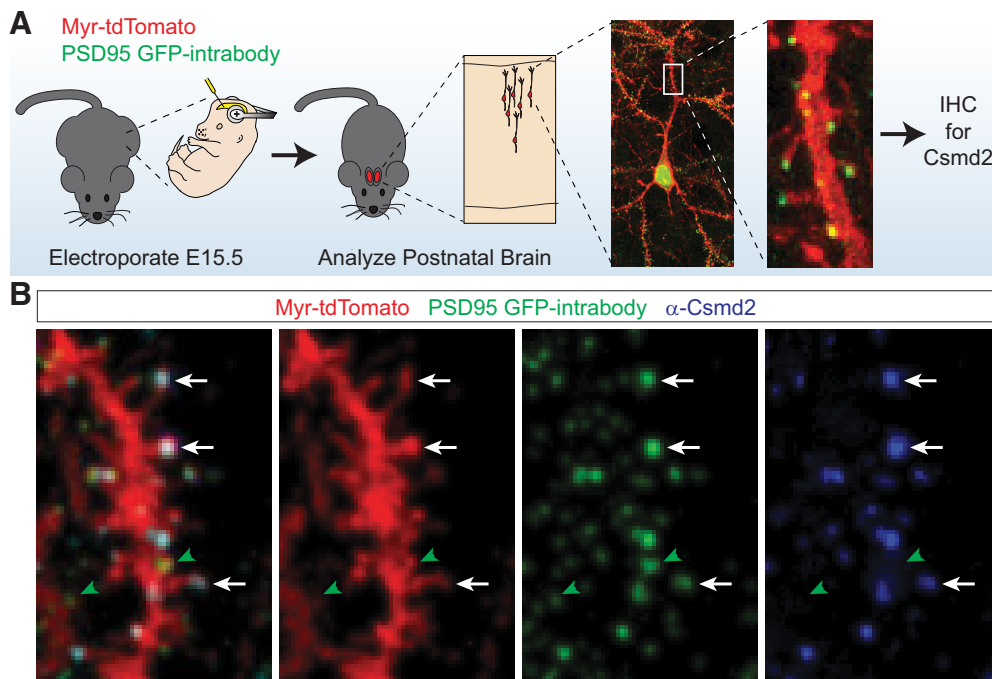 A
Myr-tdTomato
PSD95 GFP-intrabody
Electroporate E15.5
Analyze Postnatal Brain
IHC
for
Csmd2
B
Myr-tdTomato PSD95 GFP-intrabody α-Csmd2